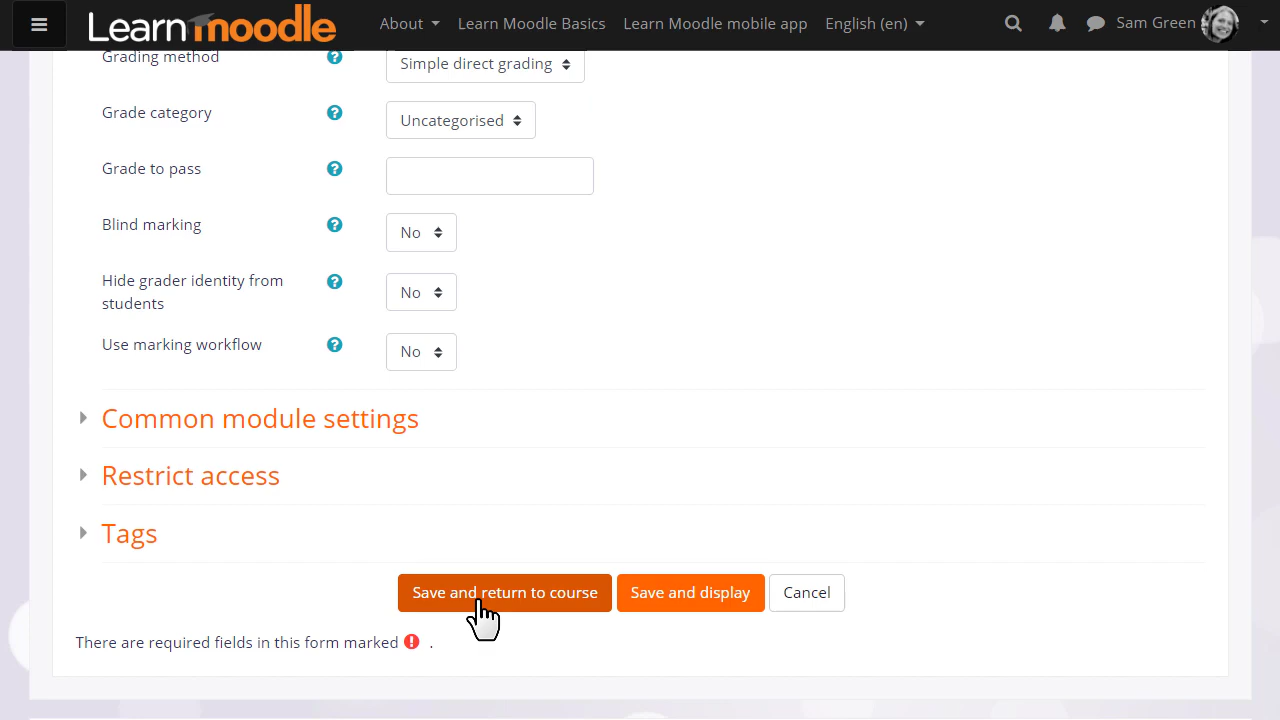 Learn moodle About Learn Moodle Basics Learn Moodle mobile app English (en) Sam Green
Grading method Simple direct grading
Grade category Uncategorised
Grade to pass
Blind marking No
Hide grader identity from
students No
Use marking workflow No
Common module settings
Restrict access
Tags
Save and return to course Save and display Cancel
There are required fields in this form marked .